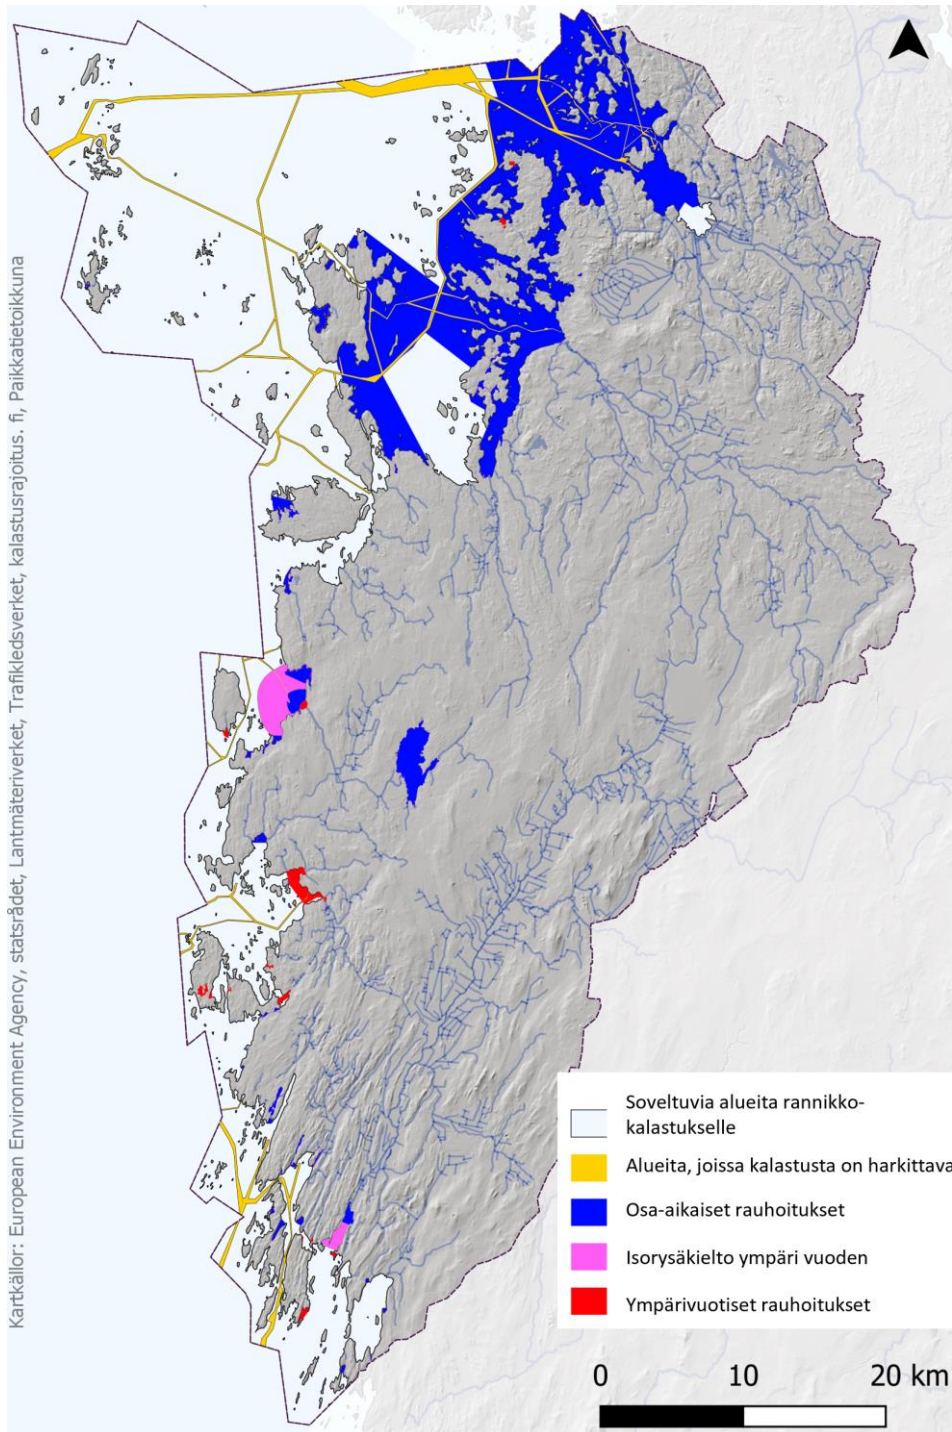 Kartkällor: European Environment Agency, statsrådet, Lantmäteriverket, Trafikledsverket, kalastusrajoitus. fi, Paikkatietoikkuna
Soveltuvia alueita rannikko-
kalastukselle
Alueita, joissa kalastusta on harkittava
Osa-aikaiset rauhoitukset
Isorysäkielto ympäri vuoden
Ympärivuotiset rauhoitukset
0 10 20 km